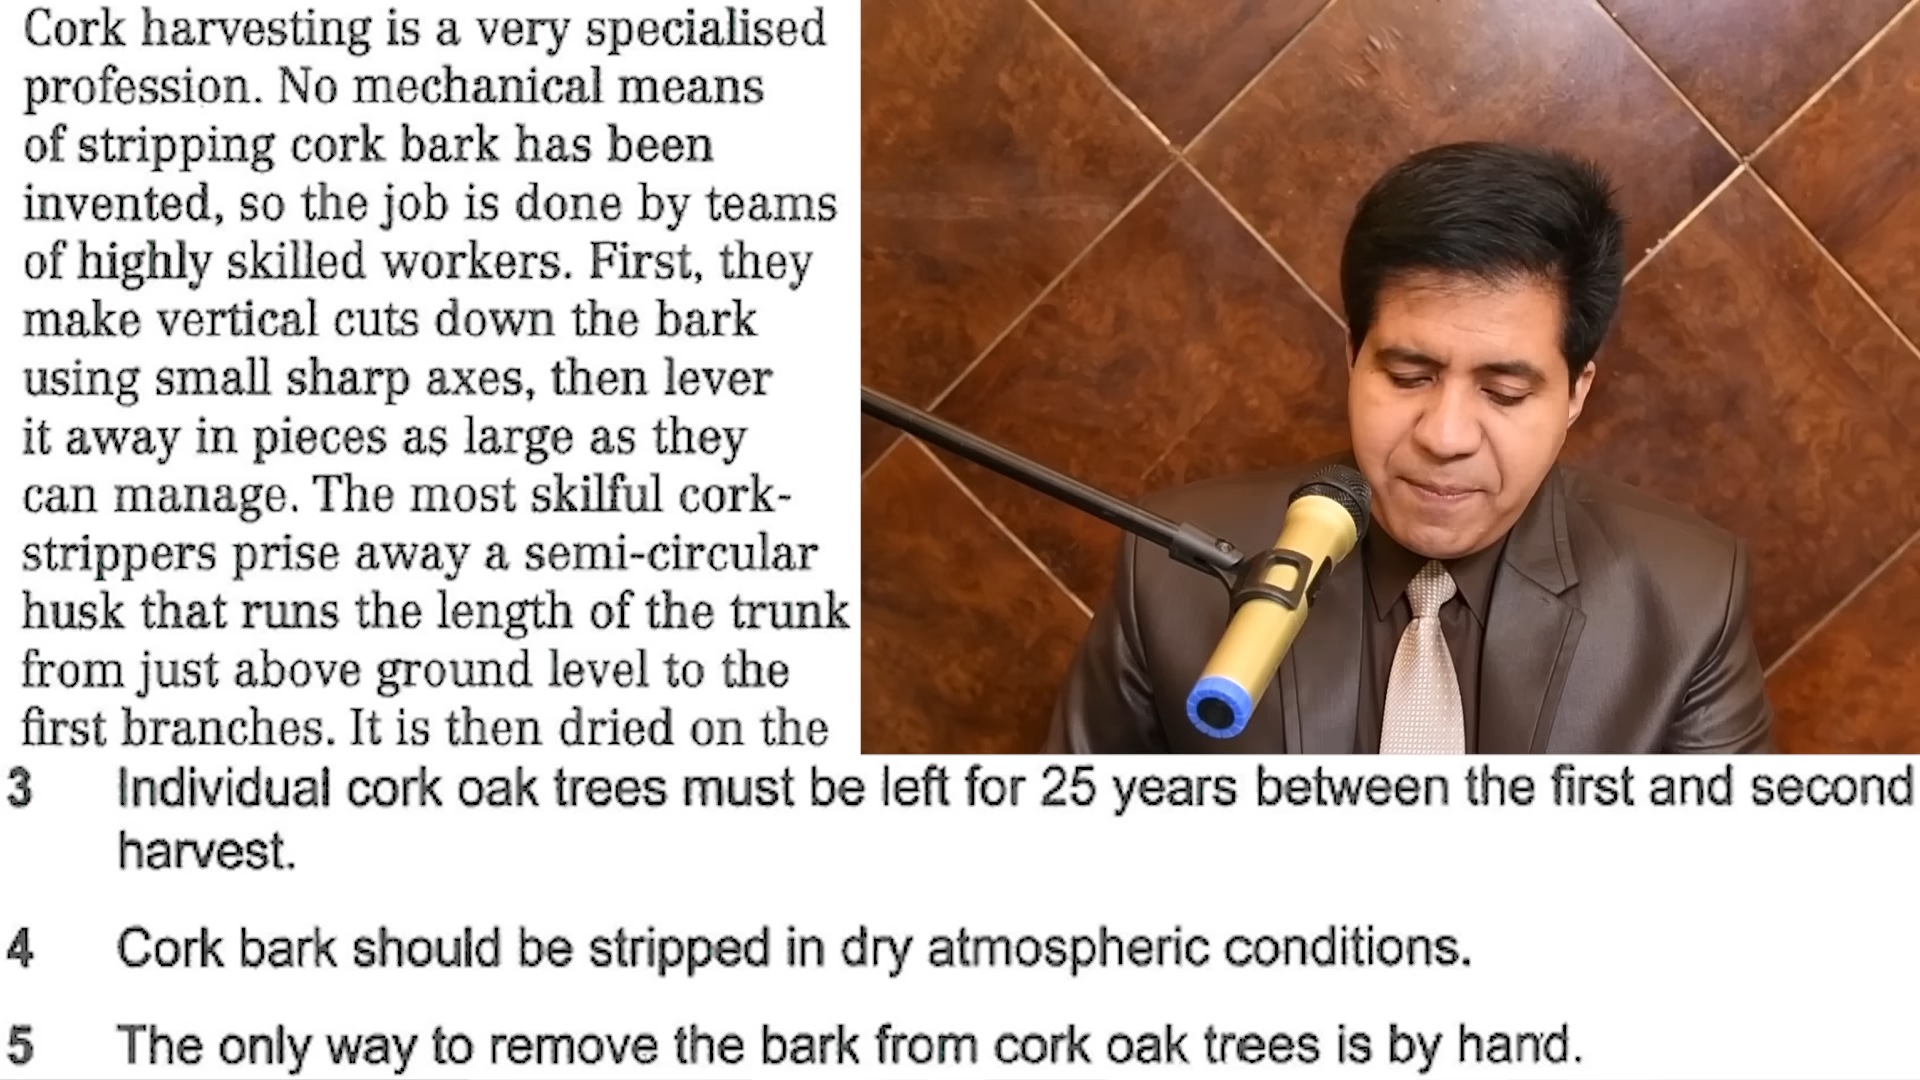 Cork harvesting is a very specialised
profession. No mechanical means
of stripping cork bark has been
invented, so the job is done by teams
of highly skilled workers. First, they
make vertical cuts down the bark
using small sharp axes, then lever
it away in pieces as large as they
can manage. The most skilful cork-
strippers prise away a semi-circular
husk that runs the length of the trunk
from just above ground level to the
first branches. It is then dried on the
3 Individual cork oak trees must be left for 25 years between the first and second
harvest.
4 Cork bark should be stripped in dry atmospheric conditions.
5 The only way to remove the bark from cork oak trees is by hand.